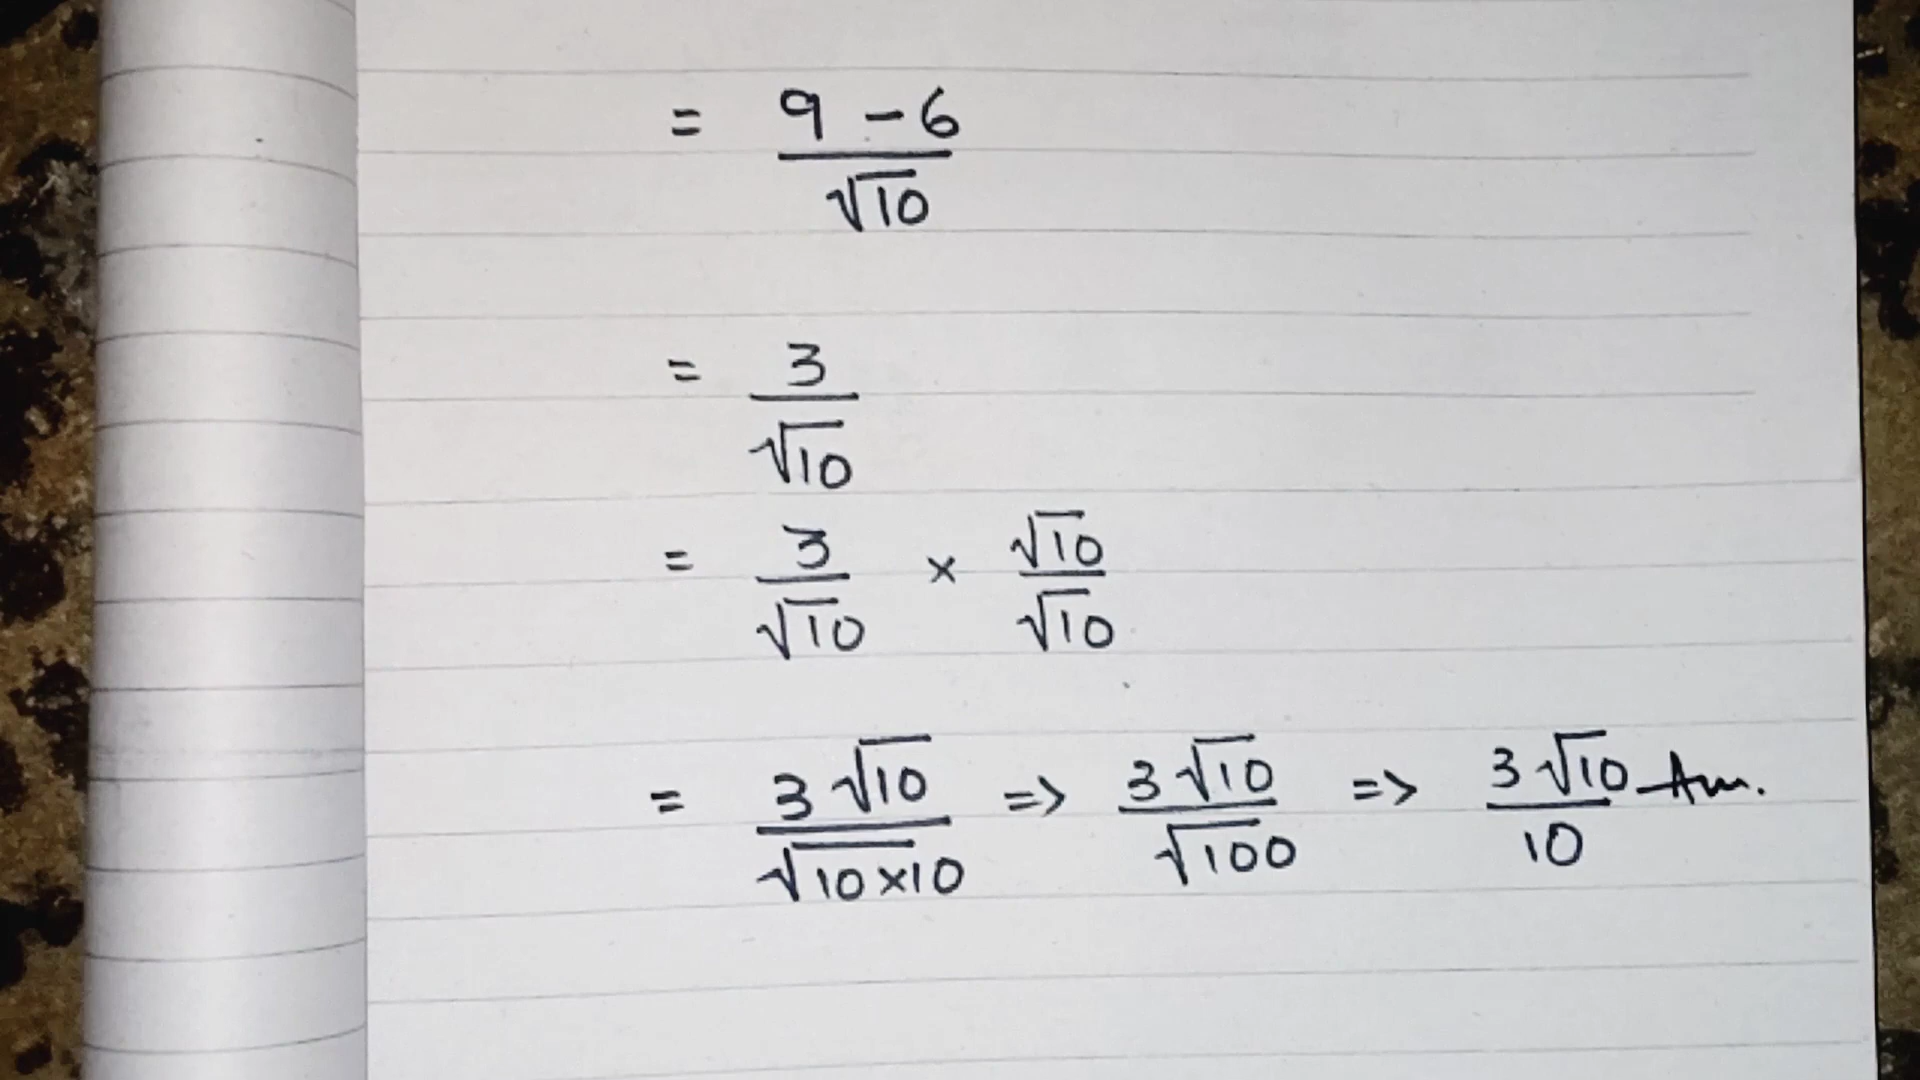 = 9 - 6 / √10
= 3 / √10
= 3 / √10 × √10 / √10
= 3√10 / √10×10 => 3√10 / √100 => 3√10 / 10 Ans.